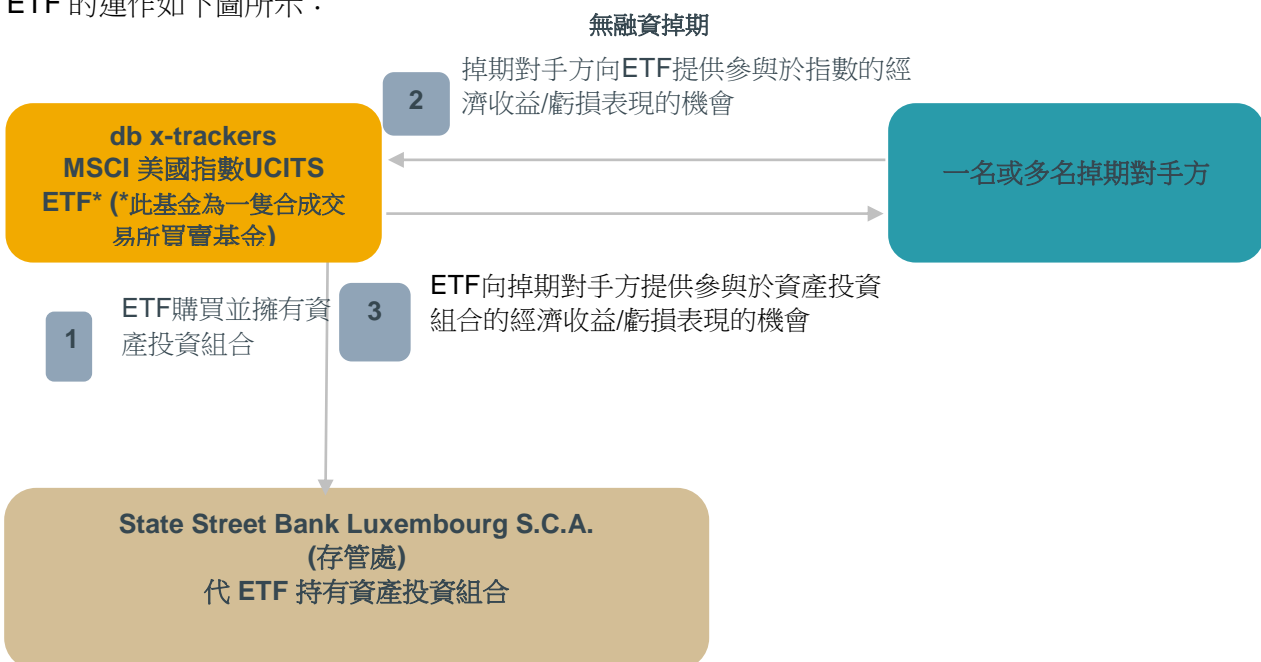 ETF 的運作如下圖所示：
無融資掉期
2
掉期對手方向ETF提供參與於指數的經
濟收益/虧損表現的機會
db x-trackers
MSCI 美國指數UCITS
ETF* (*此基金為一隻合成交
易所買賣基金)
一名或多名掉期對手方
1
ETF購買並擁有資
產投資組合
3
ETF向掉期對手方提供參與於資產投資
組合的經濟收益/虧損表現的機會
State Street Bank Luxembourg S.C.A.
(存管處)
代 ETF 持有資產投資組合